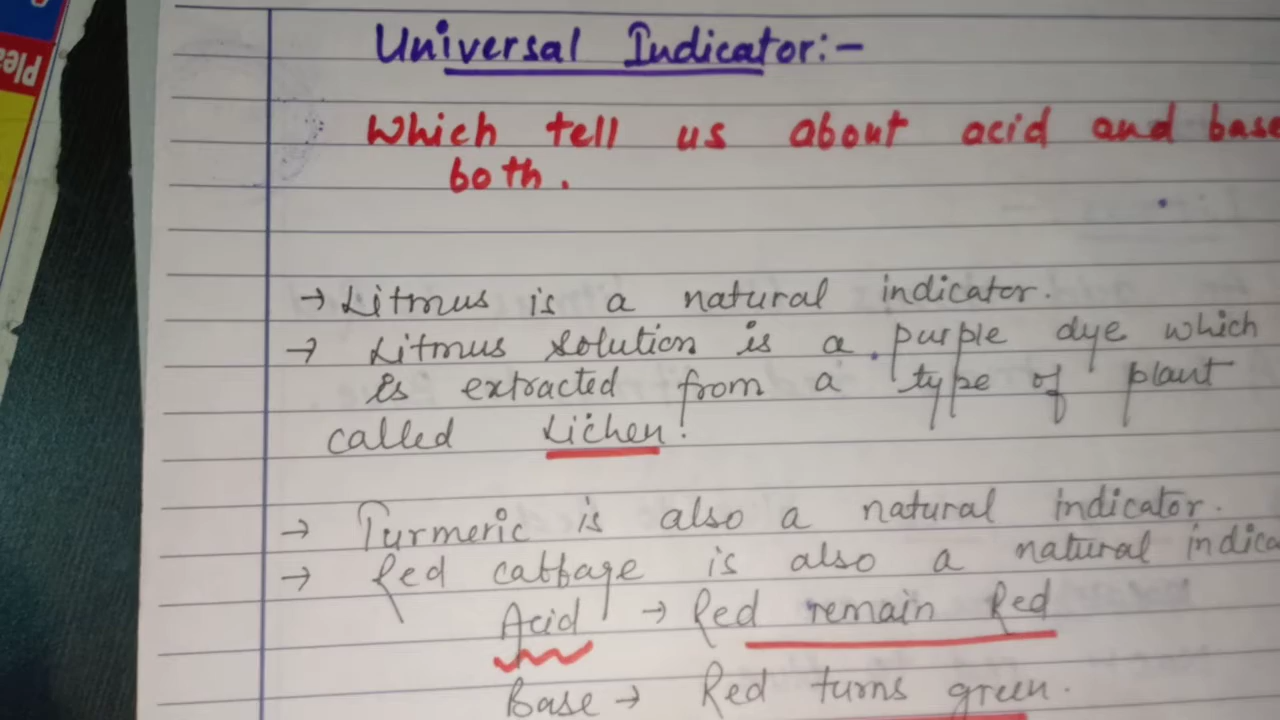 Plea
Universal Indicator:-
Which tell us about acid and base
both.
→ Litmus is a natural indicator.
→ Litmus solution is a purple dye which
is extracted from a type of plant
called Lichen.
→ Turmeric is also a natural indicator.
→ Red cabbage is also a natural indica
Acid → Red remain Red
Base → Red turns green.